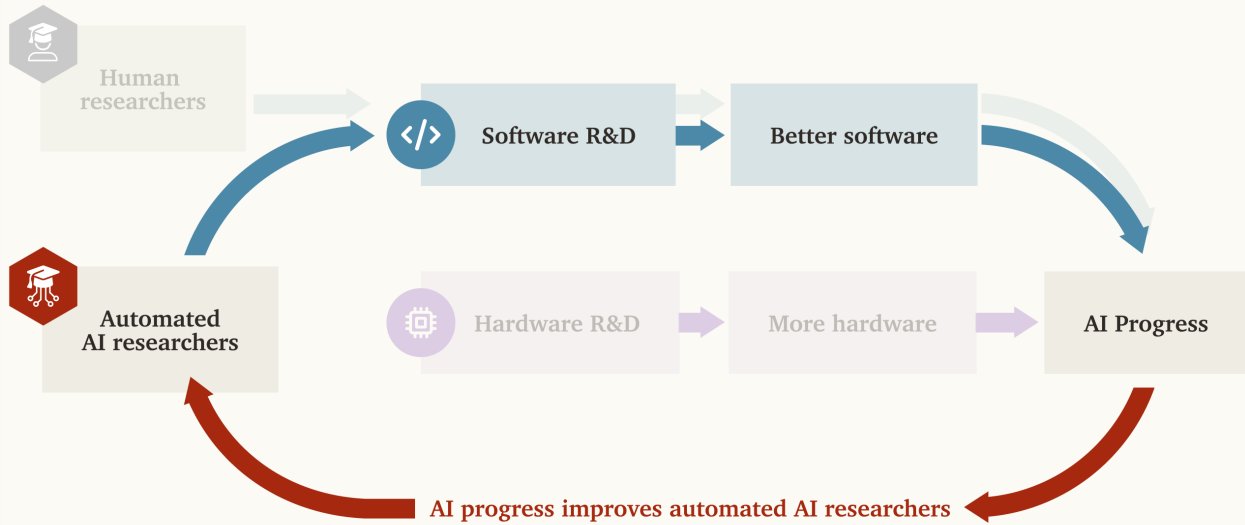 Human
researchers
</> Software R&D
Better software
Automated
AI researchers
Hardware R&D
More hardware
AI Progress
AI progress improves automated AI researchers